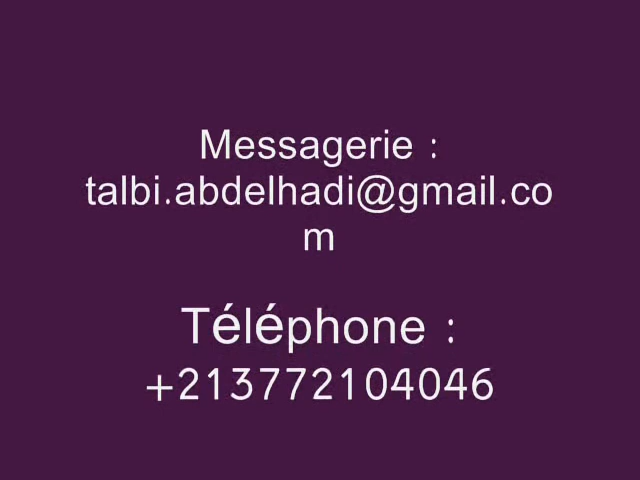 Messagerie :
talbi.abdelhadi@gmail.co
m
Téléphone :
+213772104046